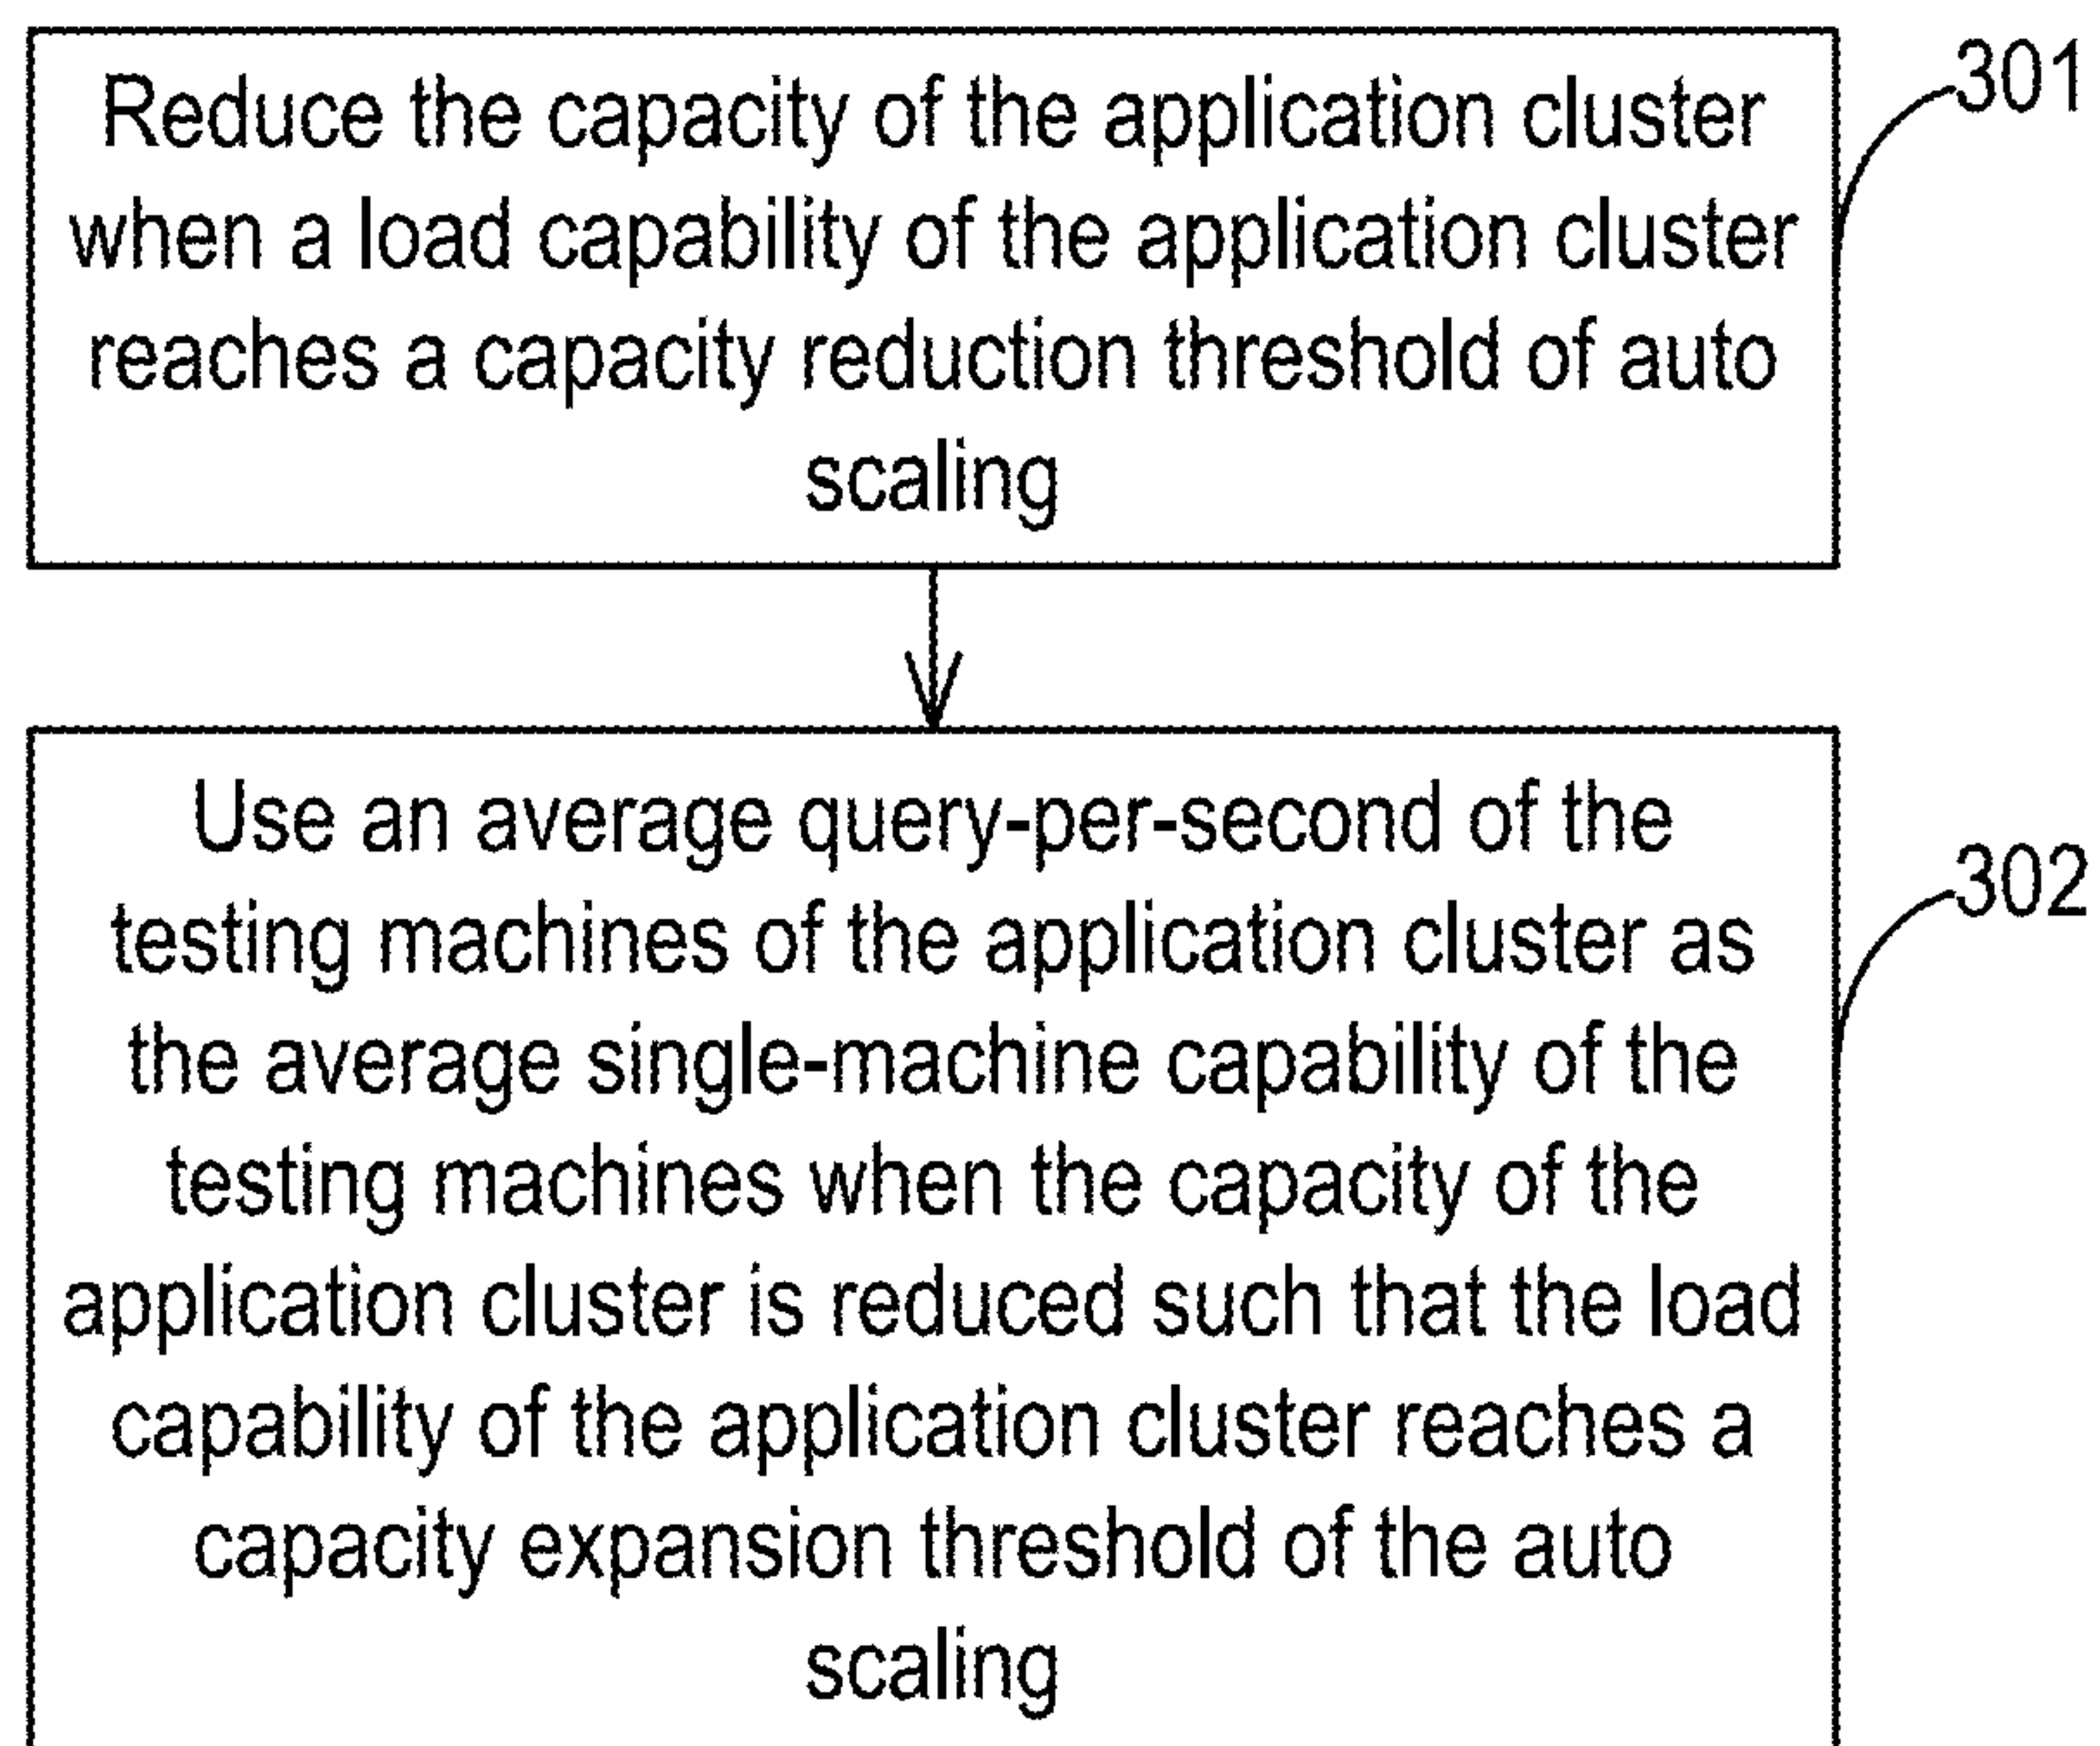 Reduce the capacity of the application cluster
when a load capability of the application cluster
reaches a capacity reduction threshold of auto
scaling
301
Use an average query-per-second of the
testing machines of the application cluster as
the average single-machine capability of the
testing machines when the capacity of the
application cluster is reduced such that the load
capability of the application cluster reaches a
capacity expansion threshold of the auto
scaling
302